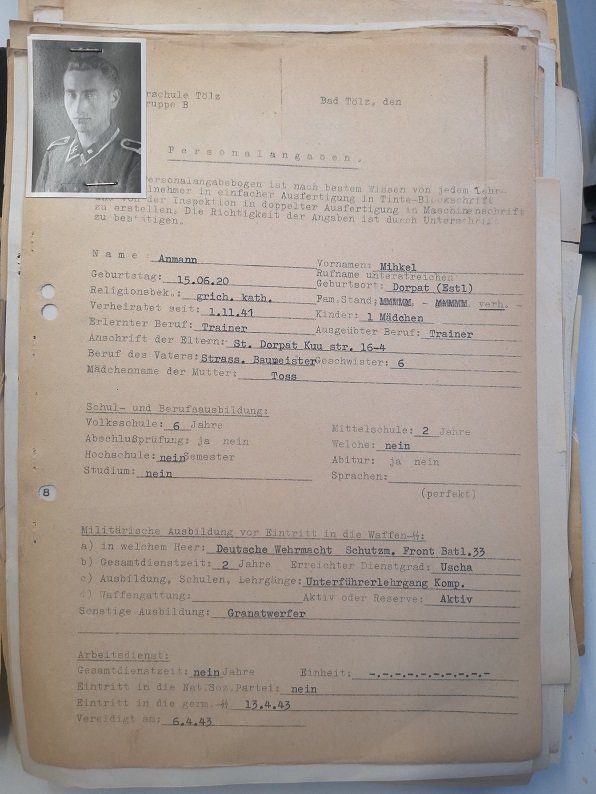 rschule Tölz
ruppe B
Bad Tölz, den
Personalangaben.
ersonalangabebogen ist nach bestem Wissen von jedem Lehr-
nehmer in einfacher Ausfertigung in Tinte-Blockschrift
von der Inspektion in doppelter Ausfertigung in Maschinenschrift
zu erstellen. Die Richtigkeit der Angaben ist durch
zu bestätigen.
Name: Anmann Vornamen: Mihkel
Rufname unterstreichen
Geburtstag: 15.06.20 Geburtsort: Dorpat (Estl)
Religionsbek.: grich. kath. Fam.Stand: - verh. -
Verheiratet seit: 1.11.41 Kinder: 1 Mädchen
Erlernter Beruf: Trainer Ausgeübter Beruf: Trainer
Anschrift der Eltern: St. Dorpat Kuu str. 16-4
Beruf des Vaters: Strass. Baumeister Geschwister: 6
Mädchenname der Mutter: Toss
Schul- und Berufsausbildung:
Volksschule: 6 Jahre Mittelschule: 2 Jahre
Abschlußprüfung: ja nein Welche: nein
Hochschule: nein Semester Abitur: ja nein
Studium: nein Sprachen:
(perfekt)
8
Militärische Ausbildung vor Eintritt in die Waffen-ᛋᛋ:
a) in welchem Heer: Deutsche Wehrmacht Schutzm. Front Batl.33
b) Gesamtdienstzeit: 2 Jahre Erreichter Dienstgrad: Uscha
c) Ausbildung, Schulen, Lehrgänge: Unterführerlehrgang Komp.
d) Waffengattung: Aktiv oder Reserve: Aktiv
Sonstige Ausbildung: Granatwerfer
Arbeitsdienst:
Gesamtdienstzeit: nein Jahre Einheit: -.-.-.-.-.-.-.-.-.-
Eintritt in die Nat.Soz.Partei: nein
Eintritt in die germ.-ᛋᛋ 13.4.43
Vereidigt am: 6.4.43